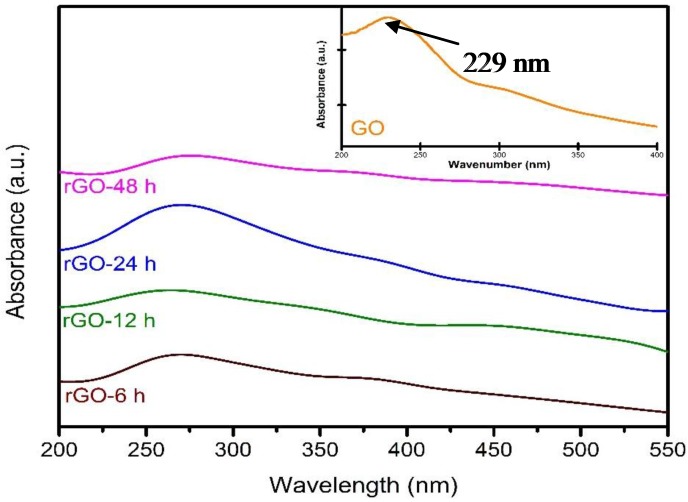 Absorbance (a.u.)
229 nm
GO
200 250 300 350 400
Wavenumber (nm)
Absorbance (a.u.)
rGO-48 h
rGO-24 h
rGO-12 h
rGO-6 h
200 250 300 350 400 450 500 550
Wavelength (nm)